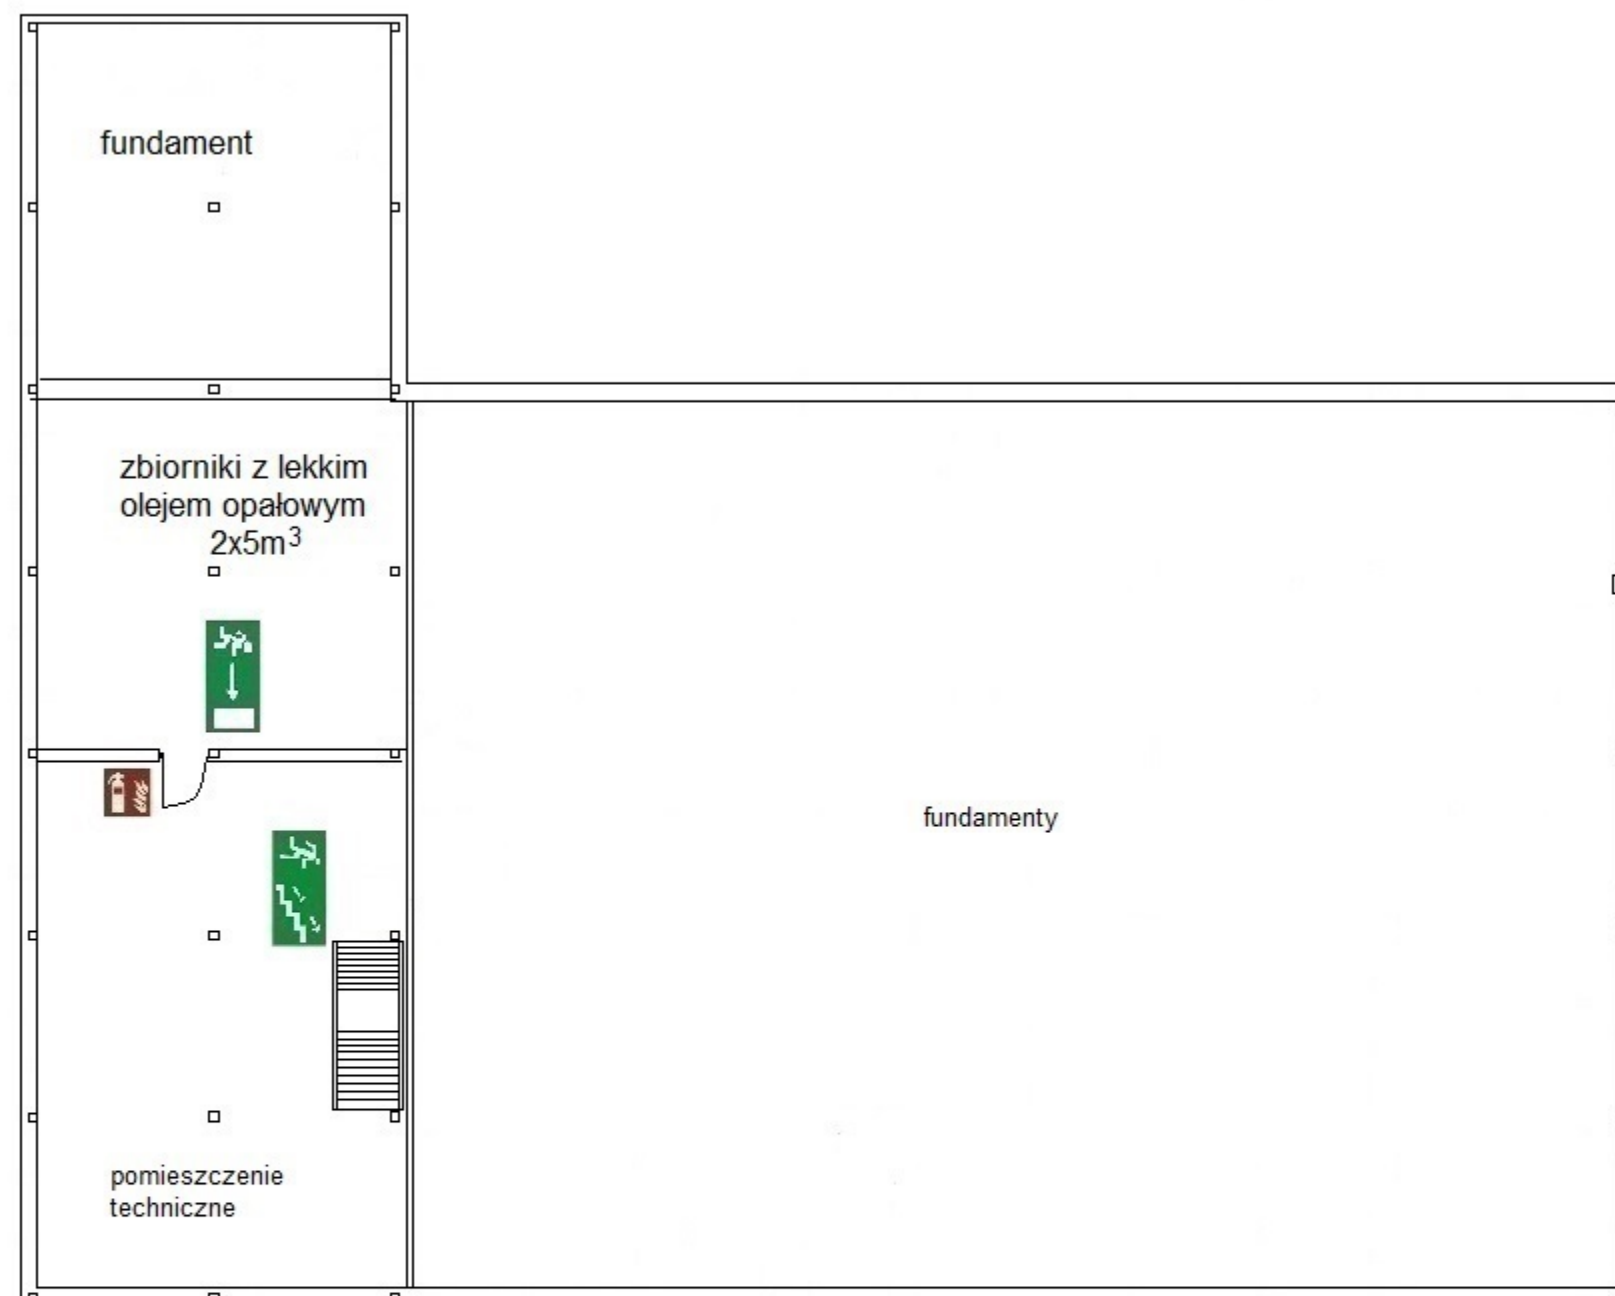 fundament
zbiorniki z lekkim
olejem opałowym
2x5m³
fundamenty
pomieszczenie
techniczne